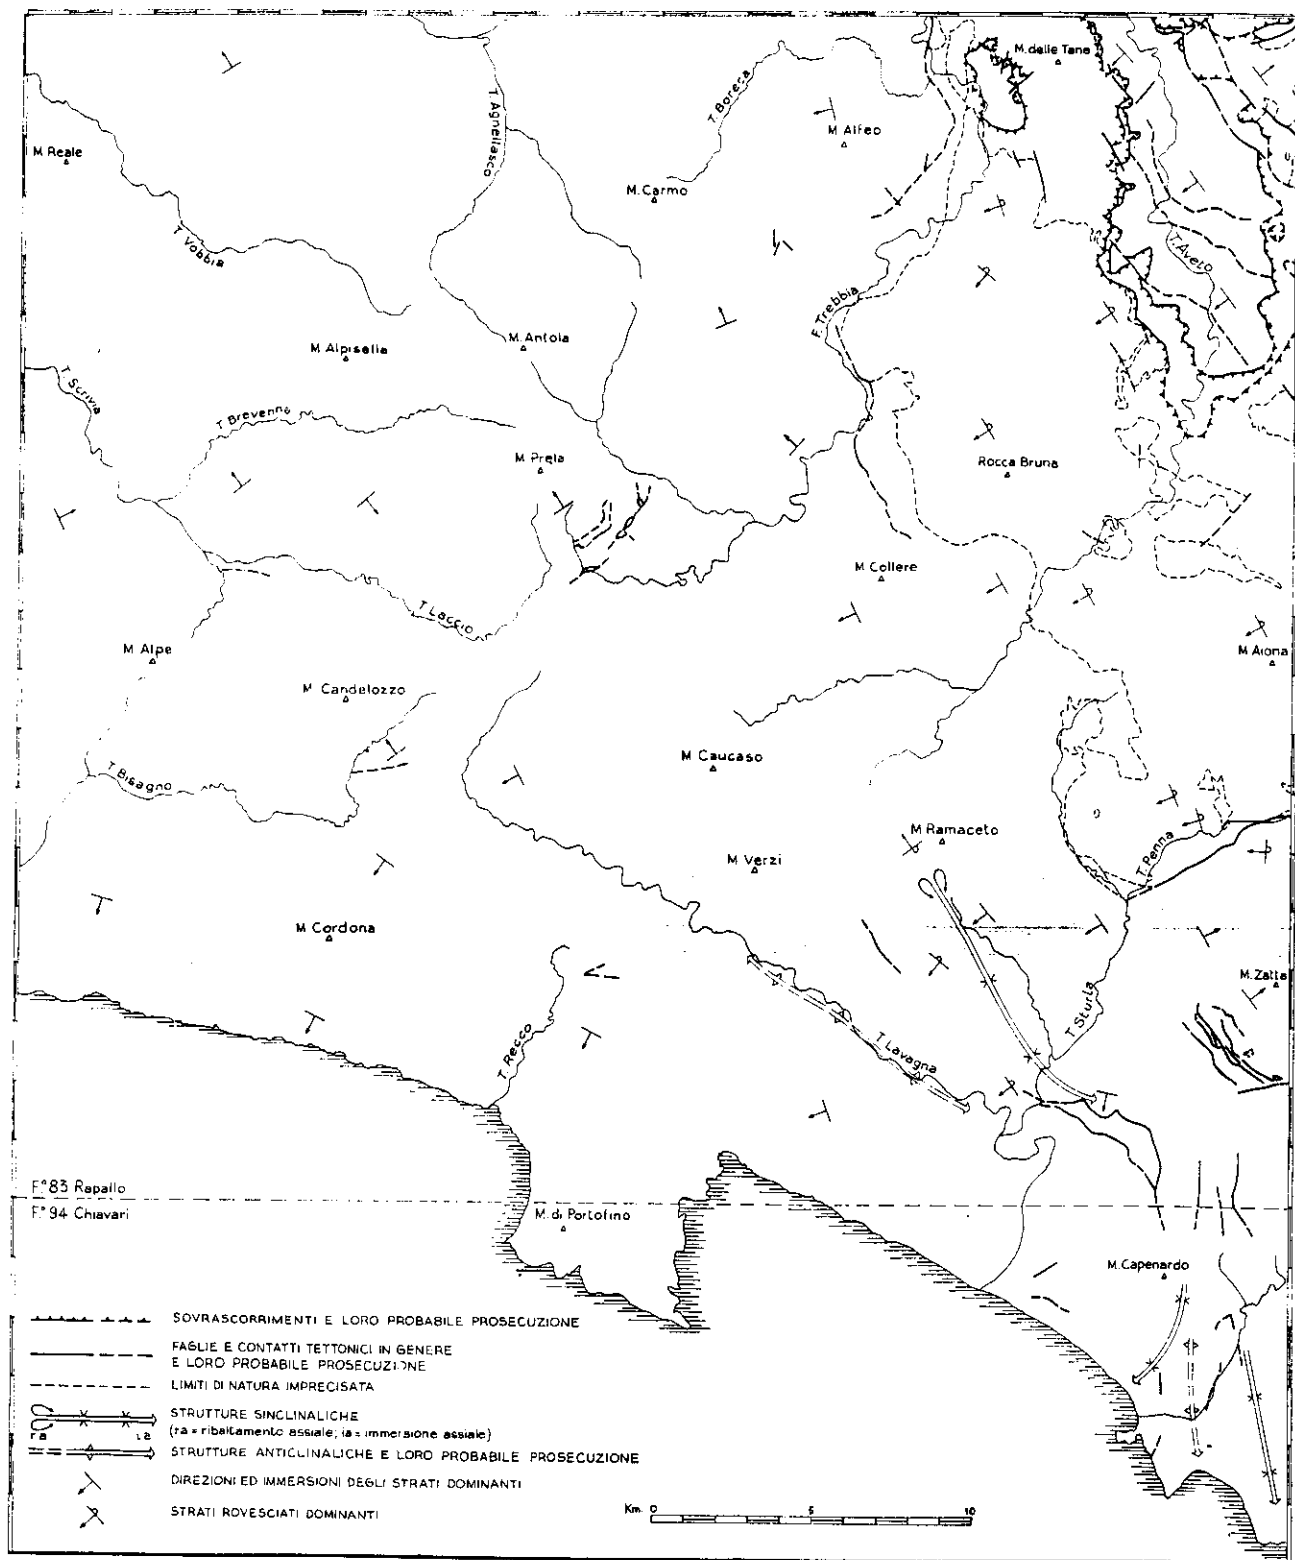 M. delle Tane
T. Agnellasco
T. Boreca
M Alfeo
M Reale
M. Carmo
T. Vobbia
T. Aveto
F. Trebbia
M. Antola
M Alpisella
T. Scrivia
T Brevenna
M Prela
Rocca Bruna
M Collere
T. Laccio
M Alpe
M Aiona
M Candelozzo
M Caucaso
T. Bisagno
M Ramaceto
T. Penna
M Verzi
M Cordona
M. Zatta
T Sturla
T. Recco
T Lavagna
F.° 83 Rapallo
F.° 94 Chiavari
M. di Portofino
M. Capenardo
SOVRASCORRIMENTI E LORO PROBABILE PROSECUZIONE
FAGLIE E CONTATTI TETTONICI IN GENERE
E LORO PROBABILE PROSECUZIONE
LIMITI DI NATURA IMPRECISATA
STRUTTURE SINCLINALICHE
ra ia (ra = ribaltamento assiale; ia = immersione assiale)
STRUTTURE ANTICLINALICHE E LORO PROBABILE PROSECUZIONE
DIREZIONI ED IMMERSIONI DEGLI STRATI DOMINANTI
STRATI ROVESCIATI DOMINANTI
Km. 0 5 10